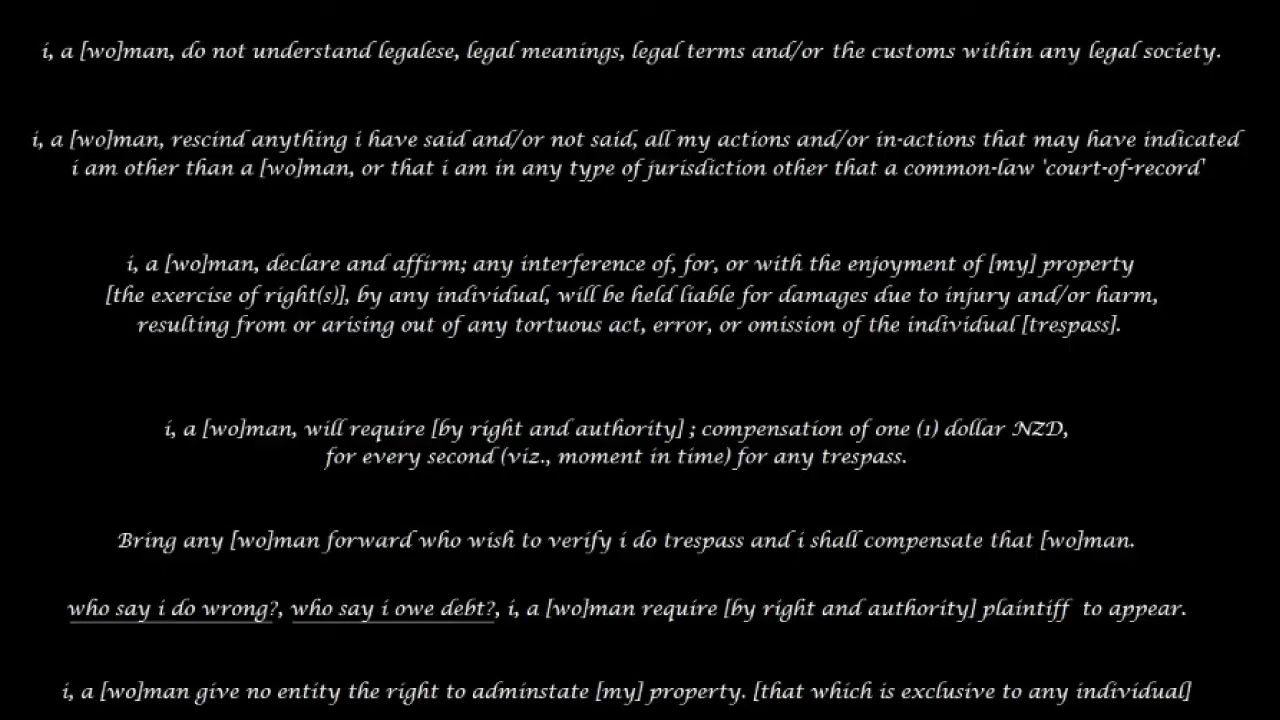 i, a [wo]man, do not understand legalese, legal meanings, legal terms and/or the customs within any legal society.
i, a [wo]man, rescind anything i have said and/or not said, all my actions and/or in-actions that may have indicated
i am other than a [wo]man, or that i am in any type of jurisdiction other that a common-law 'court-of-record'
i, a [wo]man, declare and affirm; any interference of, for, or with the enjoyment of [my] property
[the exercise of right(s)], by any individual, will be held liable for damages due to injury and/or harm,
resulting from or arising out of any tortuous act, error, or omission of the individual [trespass].
i, a [wo]man, will require [by right and authority] ; compensation of one (1) dollar NZD,
for every second (viz., moment in time) for any trespass.
Bring any [wo]man forward who wish to verify i do trespass and i shall compensate that [wo]man.
who say i do wrong?, who say i owe debt?, i, a [wo]man require [by right and authority] plaintiff to appear.
i, a [wo]man give no entity the right to adminstate [my] property. [that which is exclusive to any individual]